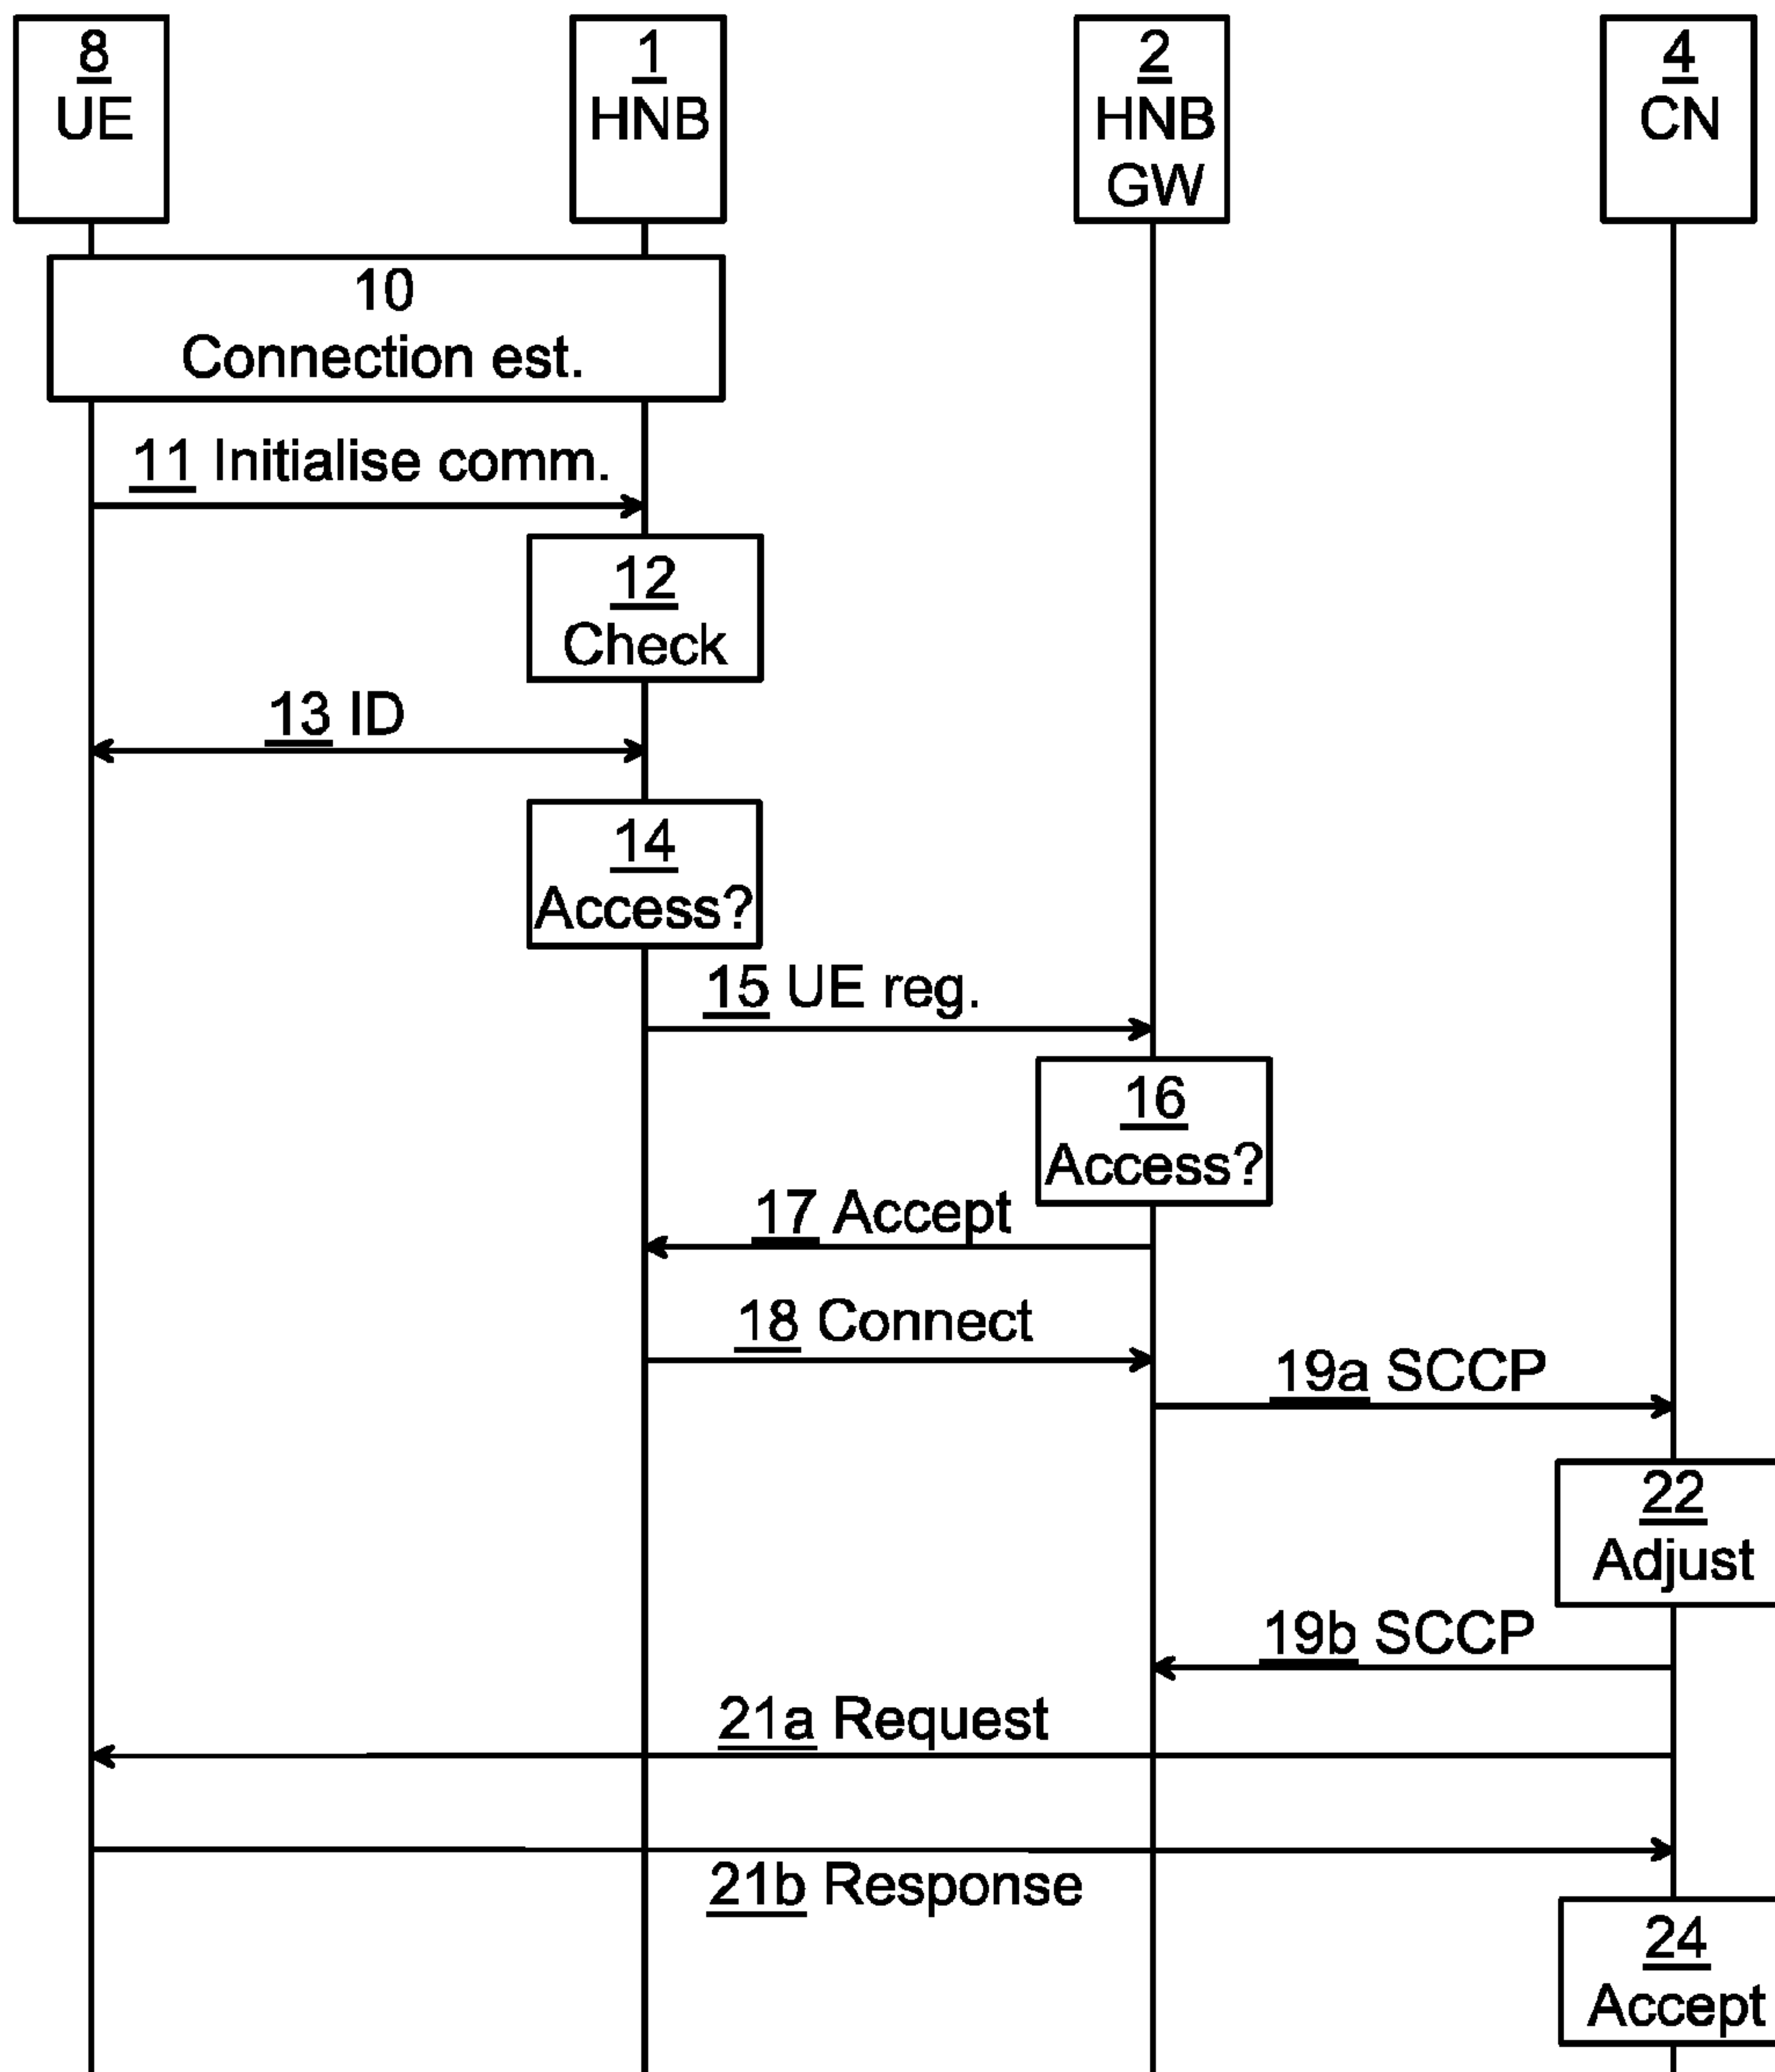 8
UE
1
HNB
2
HNB
GW
4
CN
10
Connection est.
11 Initialise comm.
12
Check
13 ID
14
Access?
15 UE reg.
16
Access?
17 Accept
18 Connect
19a SCCP
22
Adjust
19b SCCP
21a Request
21b Response
24
Accept